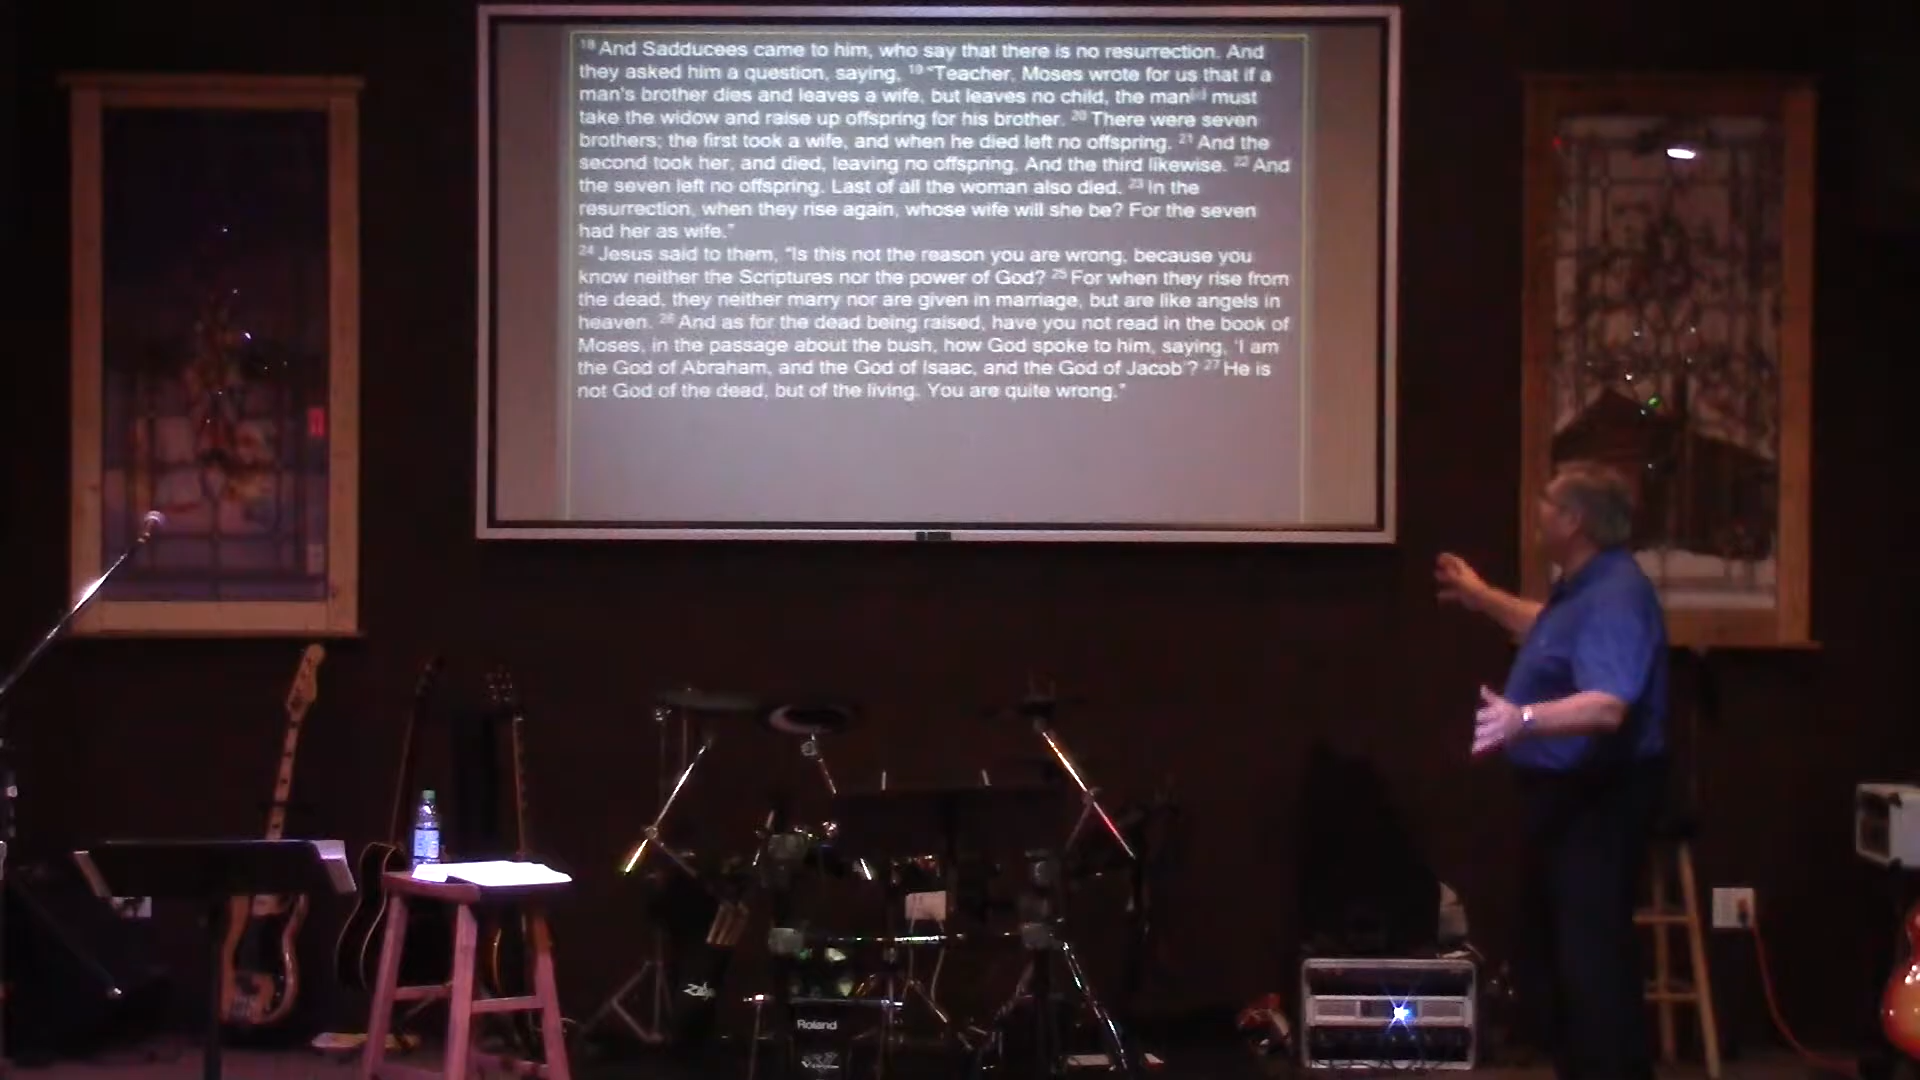 18 And Sadducees came to him, who say that there is no resurrection. And
they asked him a question, saying, 19 "Teacher, Moses wrote for us that if a
man's brother dies and leaves a wife, but leaves no child, the man must
take the widow and raise up offspring for his brother. 20 There were seven
brothers; the first took a wife, and when he died left no offspring. 21 And the
second took her, and died, leaving no offspring. And the third likewise. 22 And
the seven left no offspring. Last of all the woman also died. 23 In the
resurrection, when they rise again, whose wife will she be? For the seven
had her as wife."
24 Jesus said to them, "Is this not the reason you are wrong, because you
know neither the Scriptures nor the power of God? 25 For when they rise from
the dead, they neither marry nor are given in marriage, but are like angels in
heaven. 26 And as for the dead being raised, have you not read in the book of
Moses, in the passage about the bush, how God spoke to him, saying, 'I am
the God of Abraham, and the God of Isaac, and the God of Jacob'? 27 He is
not God of the dead, but of the living. You are quite wrong."
Roland